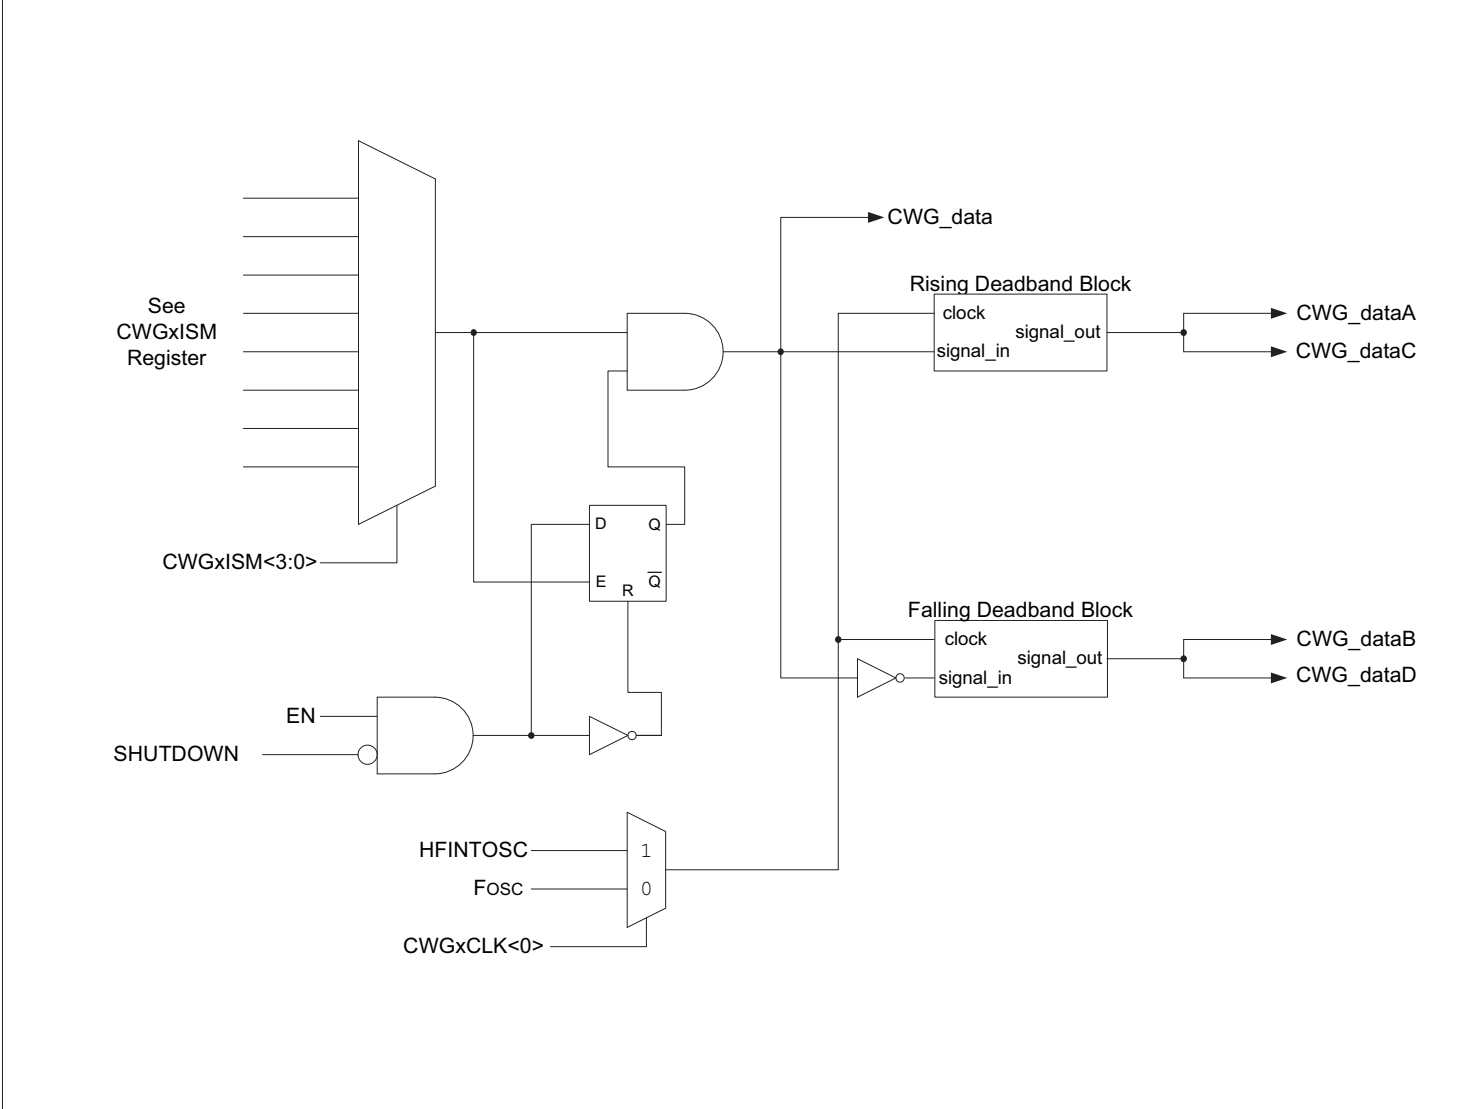 CWG_data
Rising Deadband Block
See
CWGxISM
Register
clock
signal_out
signal_in
CWG_dataA
CWG_dataC
D
Q
E
R
Q̅
CWGxISM<3:0>
Falling Deadband Block
clock
signal_out
signal_in
CWG_dataB
CWG_dataD
EN
SHUTDOWN
HFINTOSC
1
FOSC
0
CWGxCLK<0>